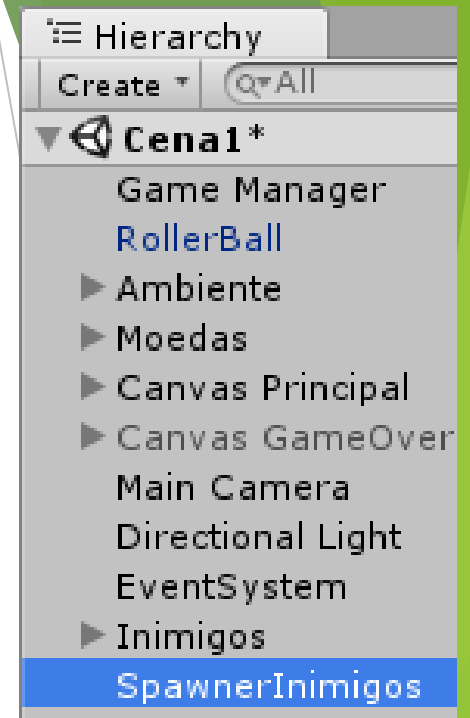 Hierarchy
Create All
Cena1*
Game Manager
RollerBall
Ambiente
Moedas
Canvas Principal
Canvas GameOver
Main Camera
Directional Light
EventSystem
Inimigos
SpawnerInimigos